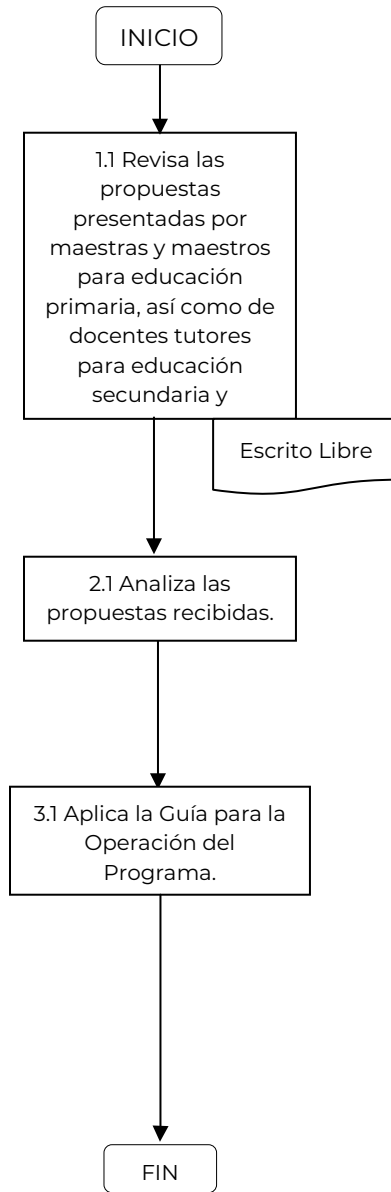 INICIO
1.1 Revisa las
propuestas
presentadas por
maestras y maestros
para educación
primaria, así como de
docentes tutores
para educación
secundaria y
Escrito Libre
2.1 Analiza las
propuestas recibidas.
3.1 Aplica la Guía para la
Operación del
Programa.
FIN